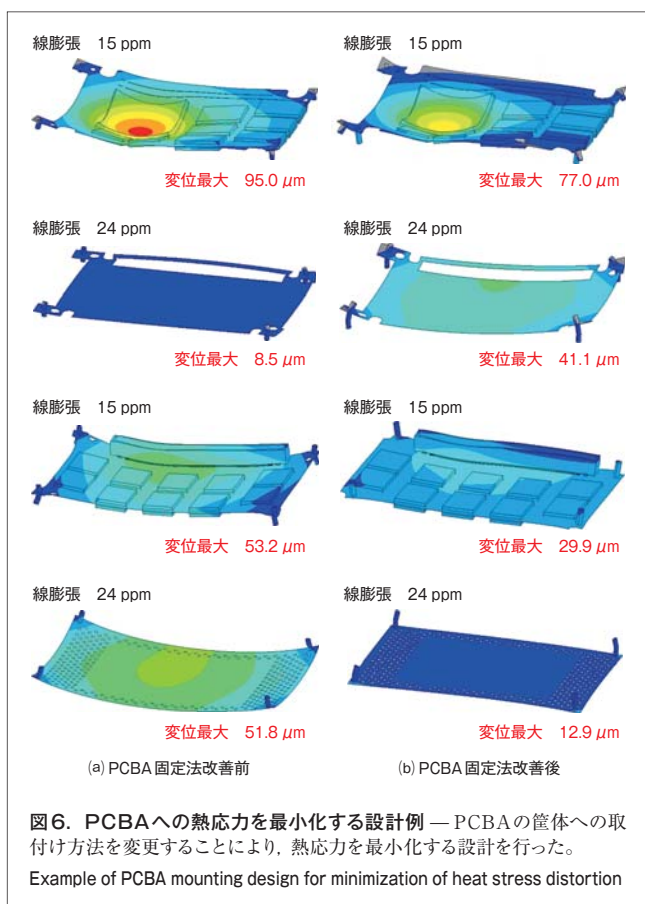 線膨張 15 ppm
線膨張 15 ppm
変位最大 95.0 μm
変位最大 77.0 μm
線膨張 24 ppm
線膨張 24 ppm
変位最大 8.5 μm
変位最大 41.1 μm
線膨張 15 ppm
線膨張 15 ppm
変位最大 53.2 μm
変位最大 29.9 μm
線膨張 24 ppm
線膨張 24 ppm
変位最大 51.8 μm
変位最大 12.9 μm
(a) PCBA固定法改善前
(b) PCBA固定法改善後
図6. PCBAへの熱応力を最小化する設計例 — PCBAの筐体への取
付け方法を変更することにより, 熱応力を最小化する設計を行った。
Example of PCBA mounting design for minimization of heat stress distortion